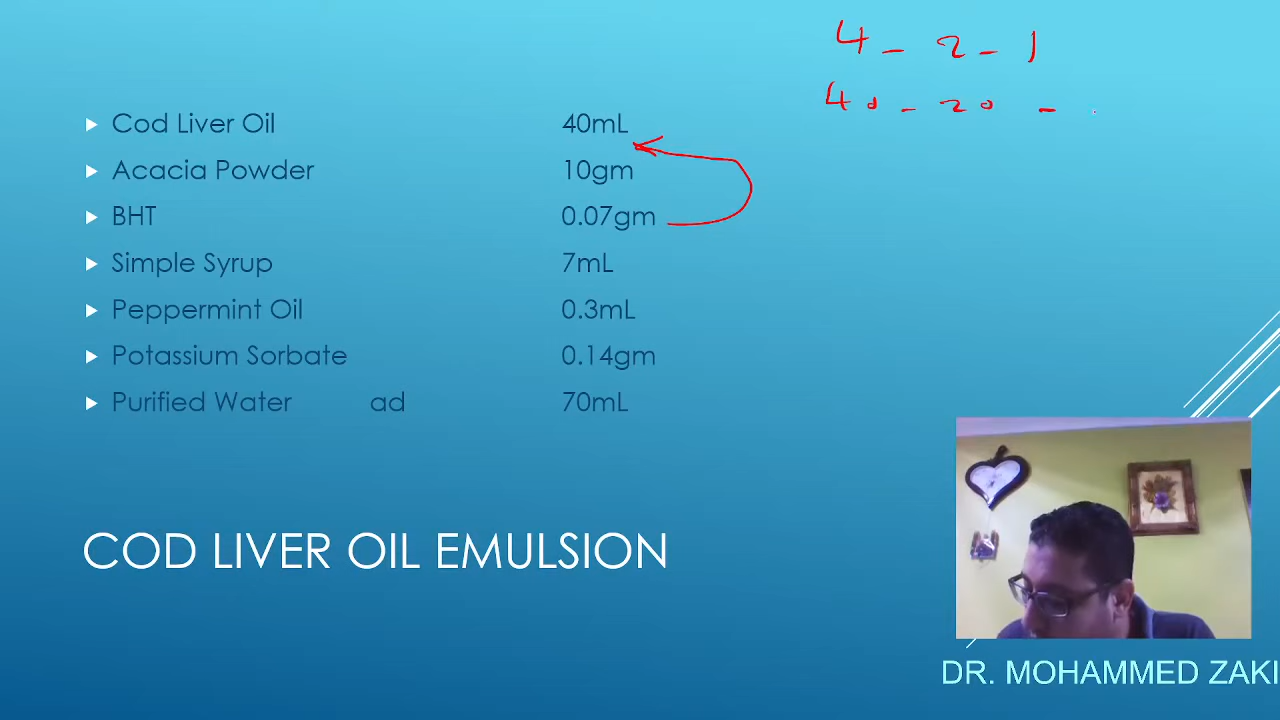 4 - 2 - 1
40 - 20 -
Cod Liver Oil 40mL
Acacia Powder 10gm
BHT 0.07gm
Simple Syrup 7mL
Peppermint Oil 0.3mL
Potassium Sorbate 0.14gm
Purified Water ad 70mL
COD LIVER OIL EMULSION
DR. MOHAMMED ZAKI